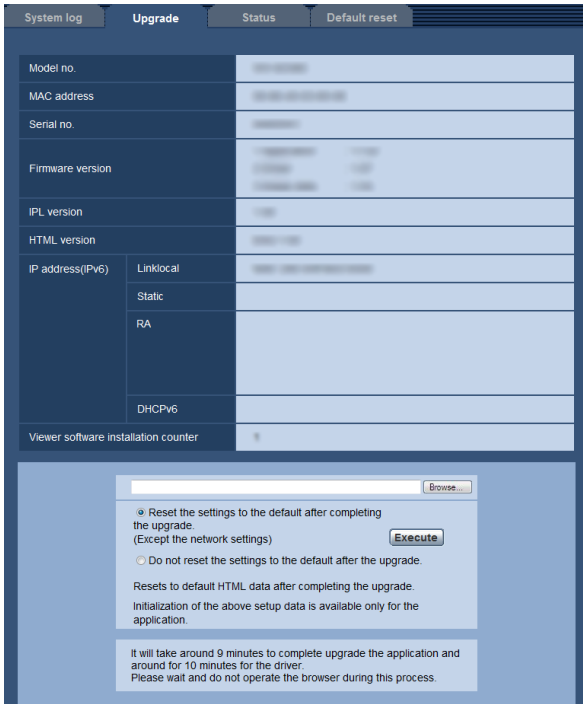 System log Upgrade Status Default reset
Model no.
MAC address
Serial no.
Firmware version
IPL version
HTML version
IP address(IPv6) Linklocal
Static
RA
DHCPv6
Viewer software installation counter
Browse...
Reset the settings to the default after completing
the upgrade.
(Except the network settings)
Execute
Do not reset the settings to the default after the upgrade.
Resets to default HTML data after completing the upgrade.
Initialization of the above setup data is available only for the
application.
It will take around 9 minutes to complete upgrade the application and
around for 10 minutes for the driver.
Please wait and do not operate the browser during this process.